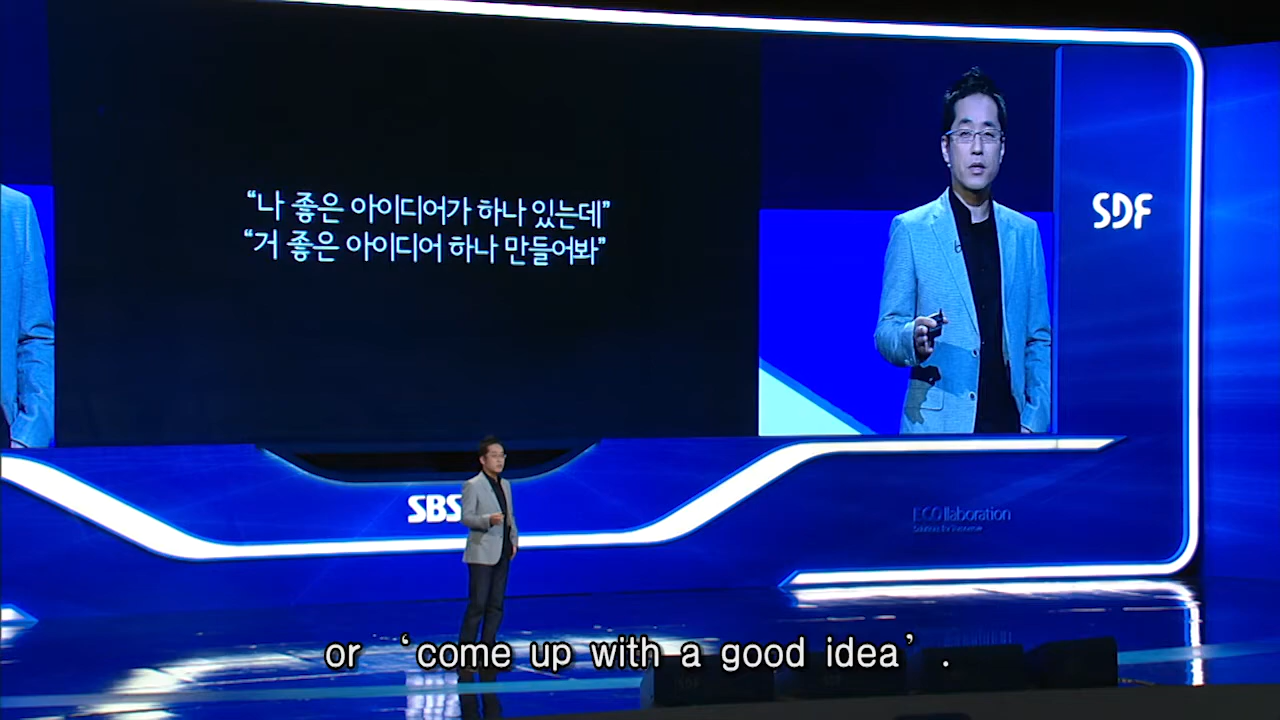 “나 좋은 아이디어가 하나 있는데”
“거 좋은 아이디어 하나 만들어봐”
SDF
SBS
ECOllaboration
or ‘come up with a good idea’.